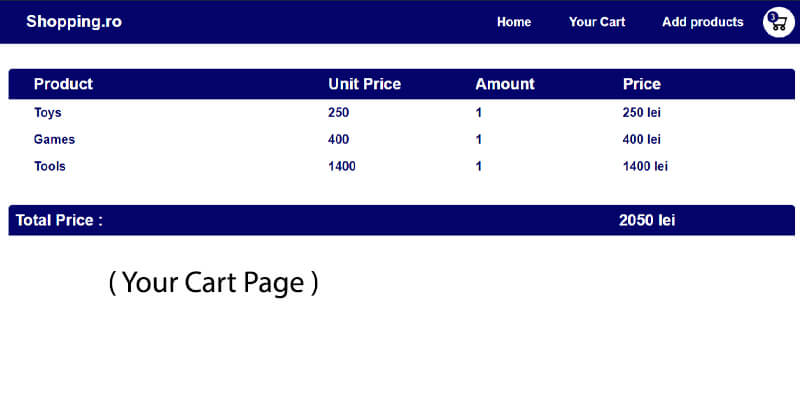 Shopping.ro Home Your Cart Add products 3
Product Unit Price Amount Price
Toys 250 1 250 lei
Games 400 1 400 lei
Tools 1400 1 1400 lei
Total Price : 2050 lei
( Your Cart Page )